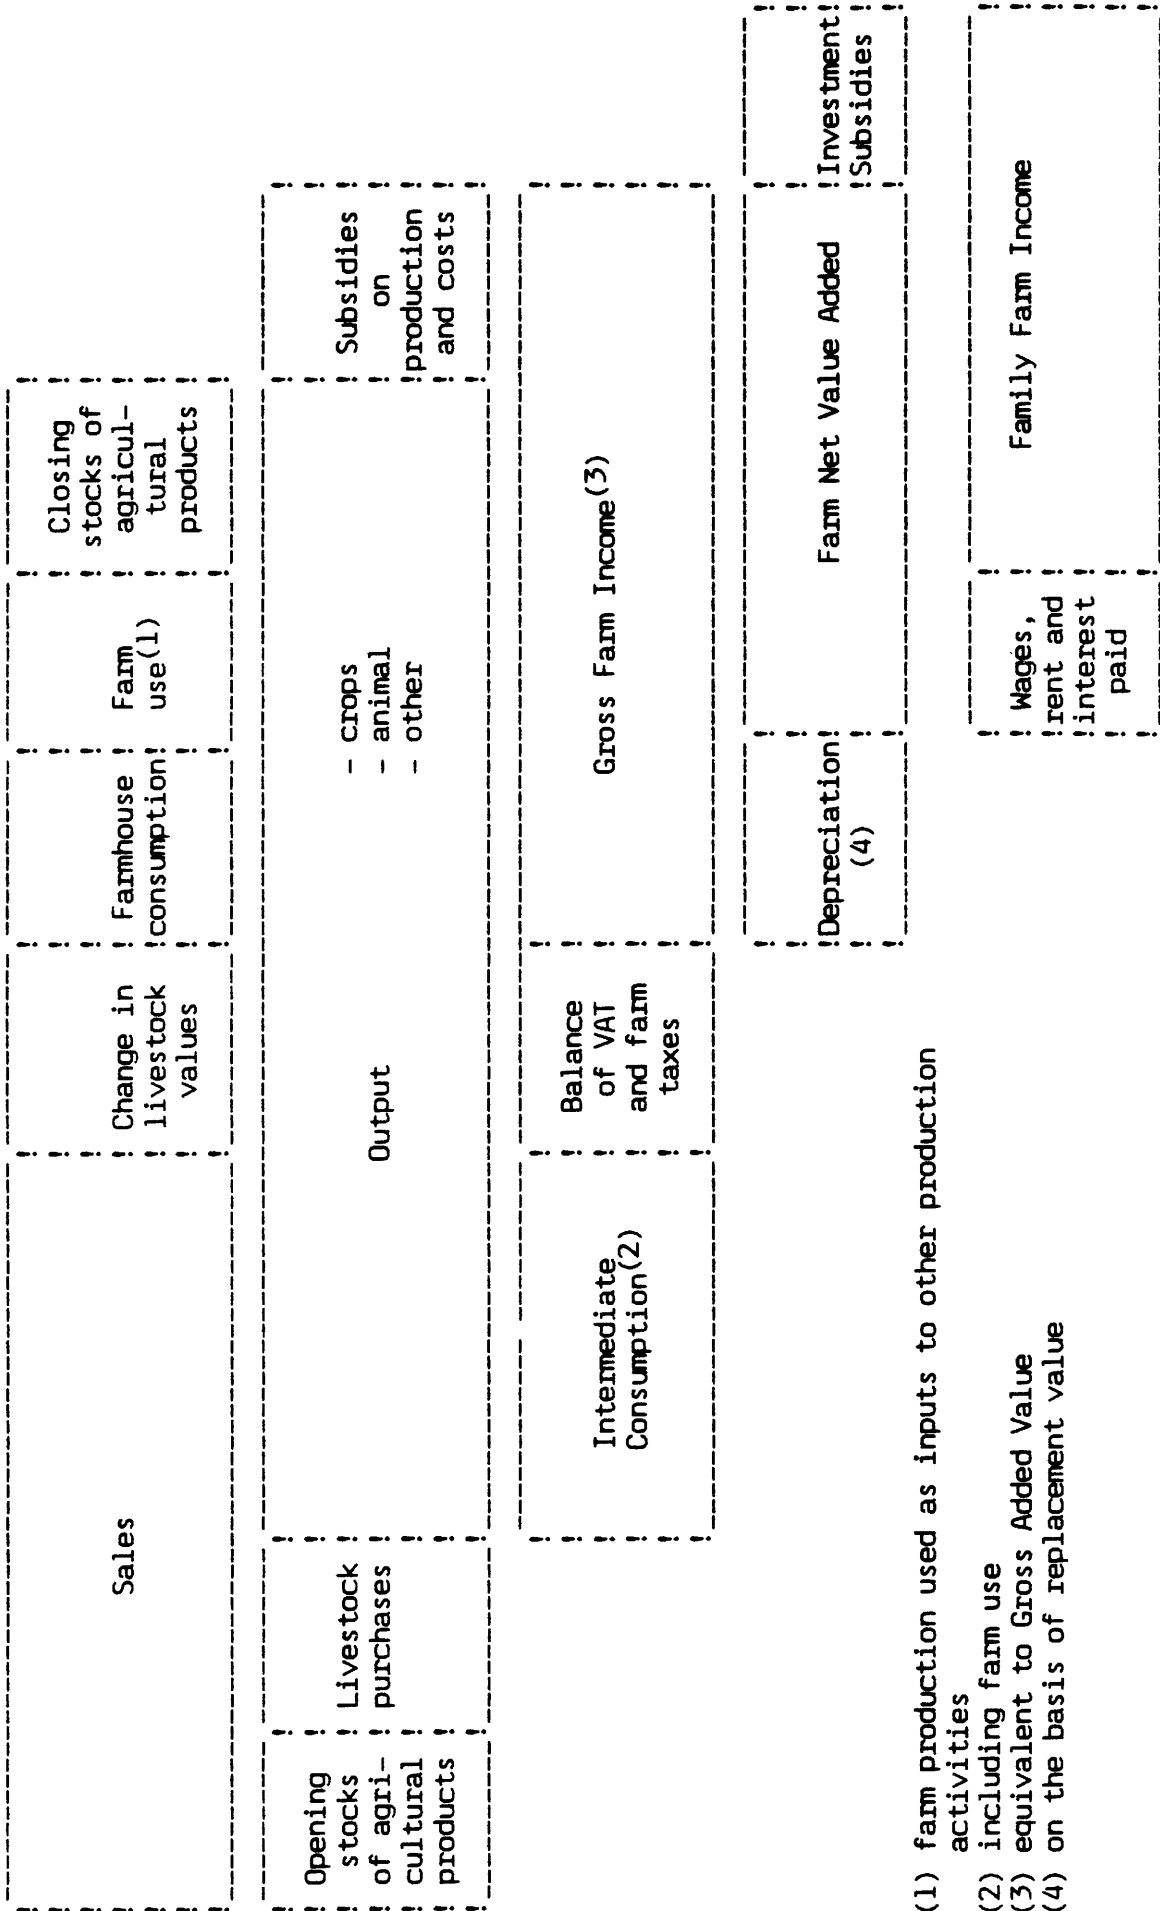 Sales
Change in
livestock
values
Farmhouse
consumption
Farm
use(1)
Closing
stocks of
agricul-
tural
products
Opening
stocks
of agri-
cultural
products
Livestock
purchases
Output
- crops
- animal
- other
Subsidies
on
production
and costs
Intermediate
Consumption(2)
Balance
of VAT
and farm
taxes
Gross Farm Income(3)
Depreciation
(4)
Farm Net Value Added
Investment
Subsidies
Wages,
rent and
interest
paid
Family Farm Income
(1) farm production used as inputs to other production
activities
(2) including farm use
(3) equivalent to Gross Added Value
(4) on the basis of replacement value